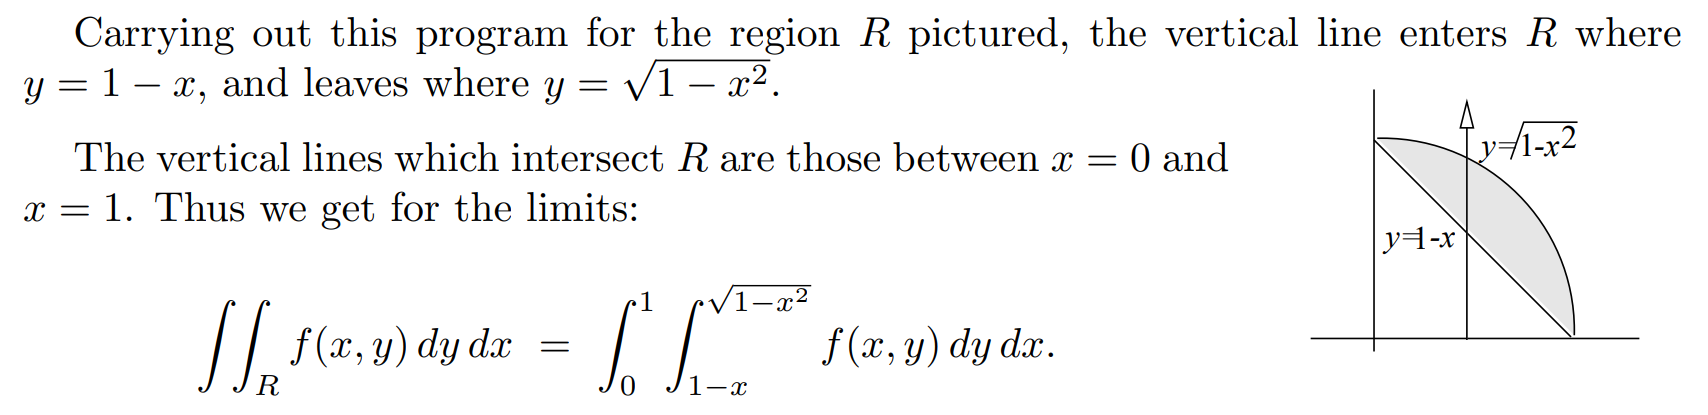 Carrying out this program for the region R pictured, the vertical line enters R where
y = 1 − x, and leaves where y = √(1 − x²).
The vertical lines which intersect R are those between x = 0 and
x = 1. Thus we get for the limits:
∬_R f(x, y) dy dx = ∫₀¹ ∫_{1−x}^{√(1−x²)} f(x, y) dy dx.
y=√1-x2
y=1-x